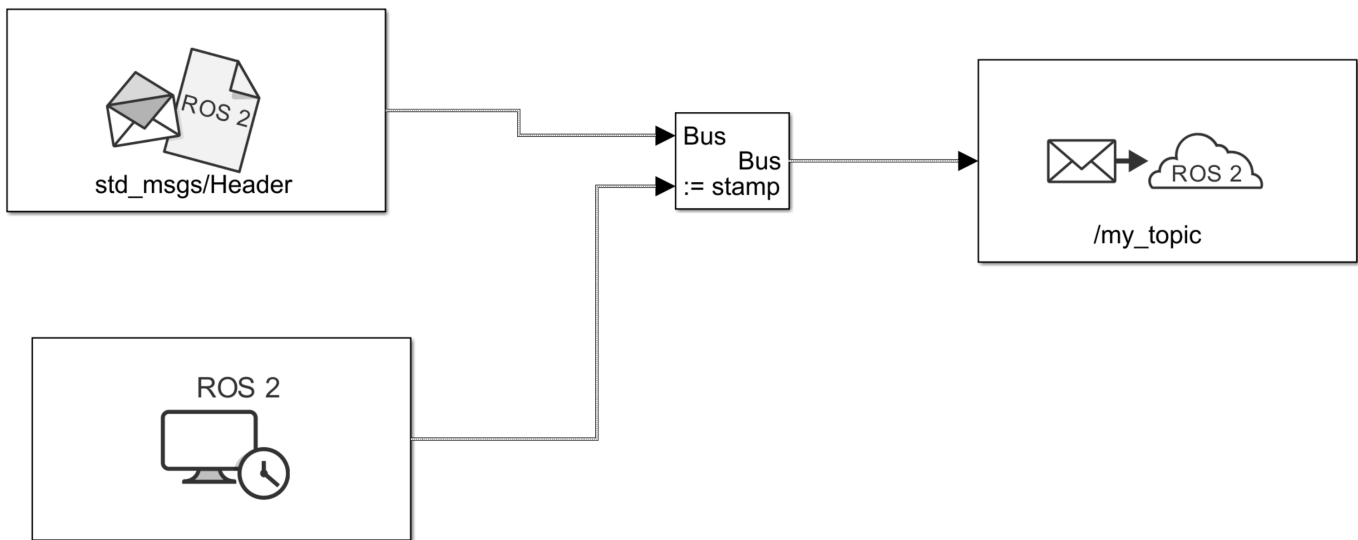 ROS 2
std_msgs/Header
Bus
Bus
:= stamp
ROS 2
/my_topic
ROS 2